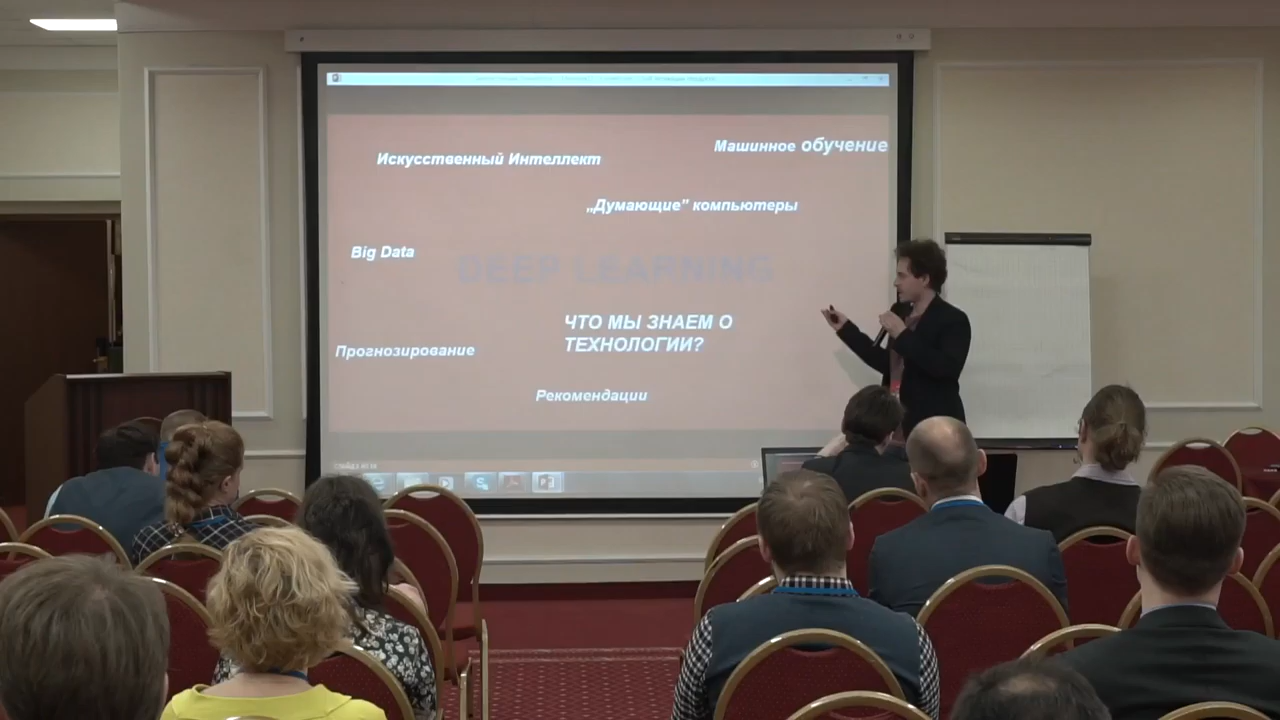 Машинное обучение
Искусственный Интеллект
„Думающие” компьютеры
Big Data
DEEP LEARNING
ЧТО МЫ ЗНАЕМ О
ТЕХНОЛОГИИ?
Прогнозирование
Рекомендации